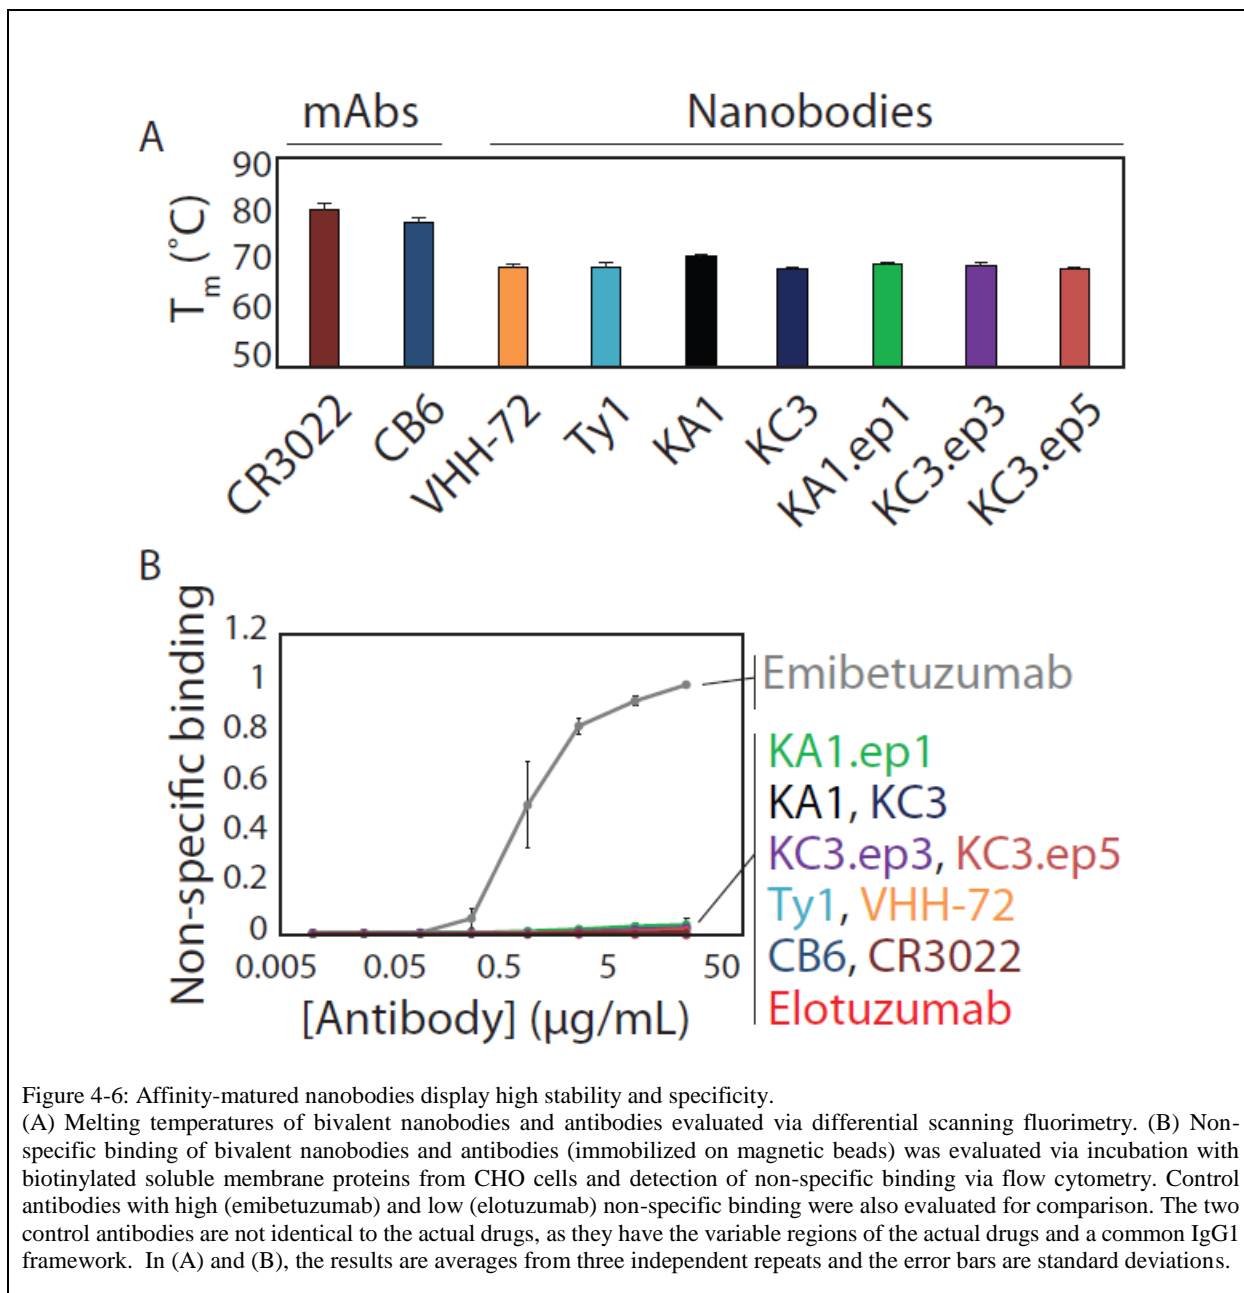 mAbs Nanobodies
A
90
80
70
60
50
Tm (˚C)
CR3022 CB6 VHH-72 Ty1 KA1 KC3 KA1.ep1 KC3.ep3 KC3.ep5
B
Non-specific binding
1.2
1
0.8
0.6
0.4
0.2
0
0.005 0.05 0.5 5 50
[Antibody] (µg/mL)
Emibetuzumab
KA1.ep1
KA1, KC3
KC3.ep3, KC3.ep5
Ty1, VHH-72
CB6, CR3022
Elotuzumab
Figure 4-6: Affinity-matured nanobodies display high stability and specificity.
(A) Melting temperatures of bivalent nanobodies and antibodies evaluated via differential scanning fluorimetry. (B) Non-
specific binding of bivalent nanobodies and antibodies (immobilized on magnetic beads) was evaluated via incubation with
biotinylated soluble membrane proteins from CHO cells and detection of non-specific binding via flow cytometry. Control
antibodies with high (emibetuzumab) and low (elotuzumab) non-specific binding were also evaluated for comparison. The two
control antibodies are not identical to the actual drugs, as they have the variable regions of the actual drugs and a common IgG1
framework. In (A) and (B), the results are averages from three independent repeats and the error bars are standard deviations.